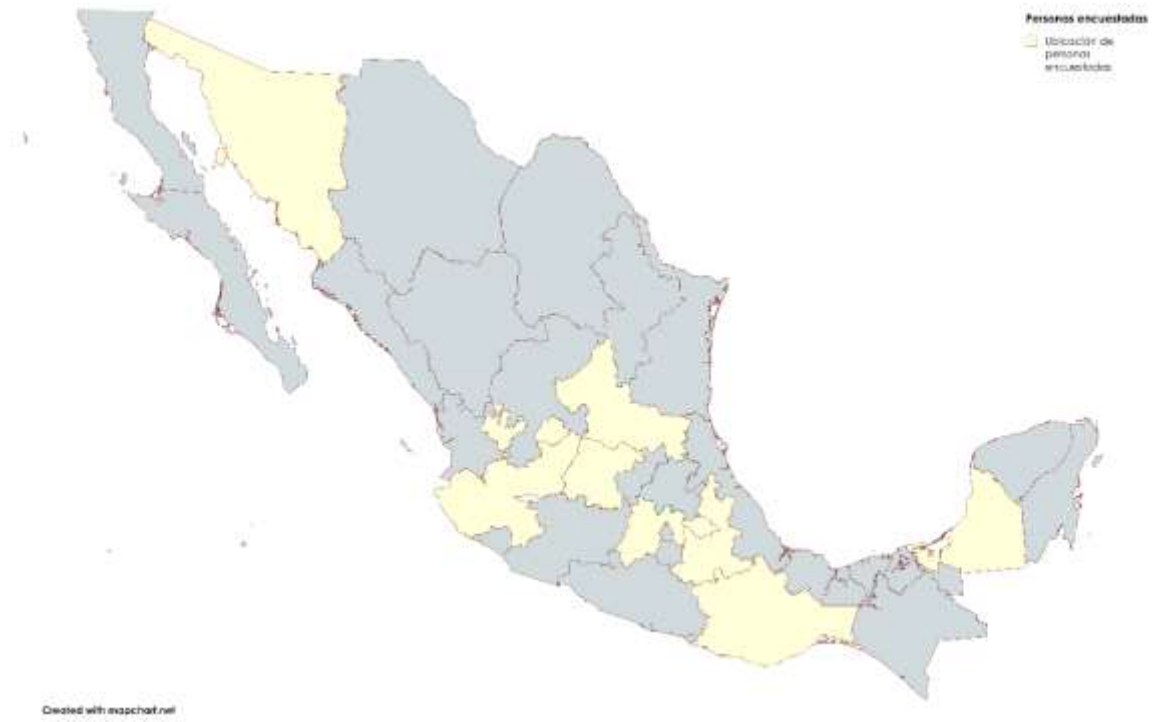 Personas encuestadas
Ubicación de
personas
encuestadas
Created with mapchart.net